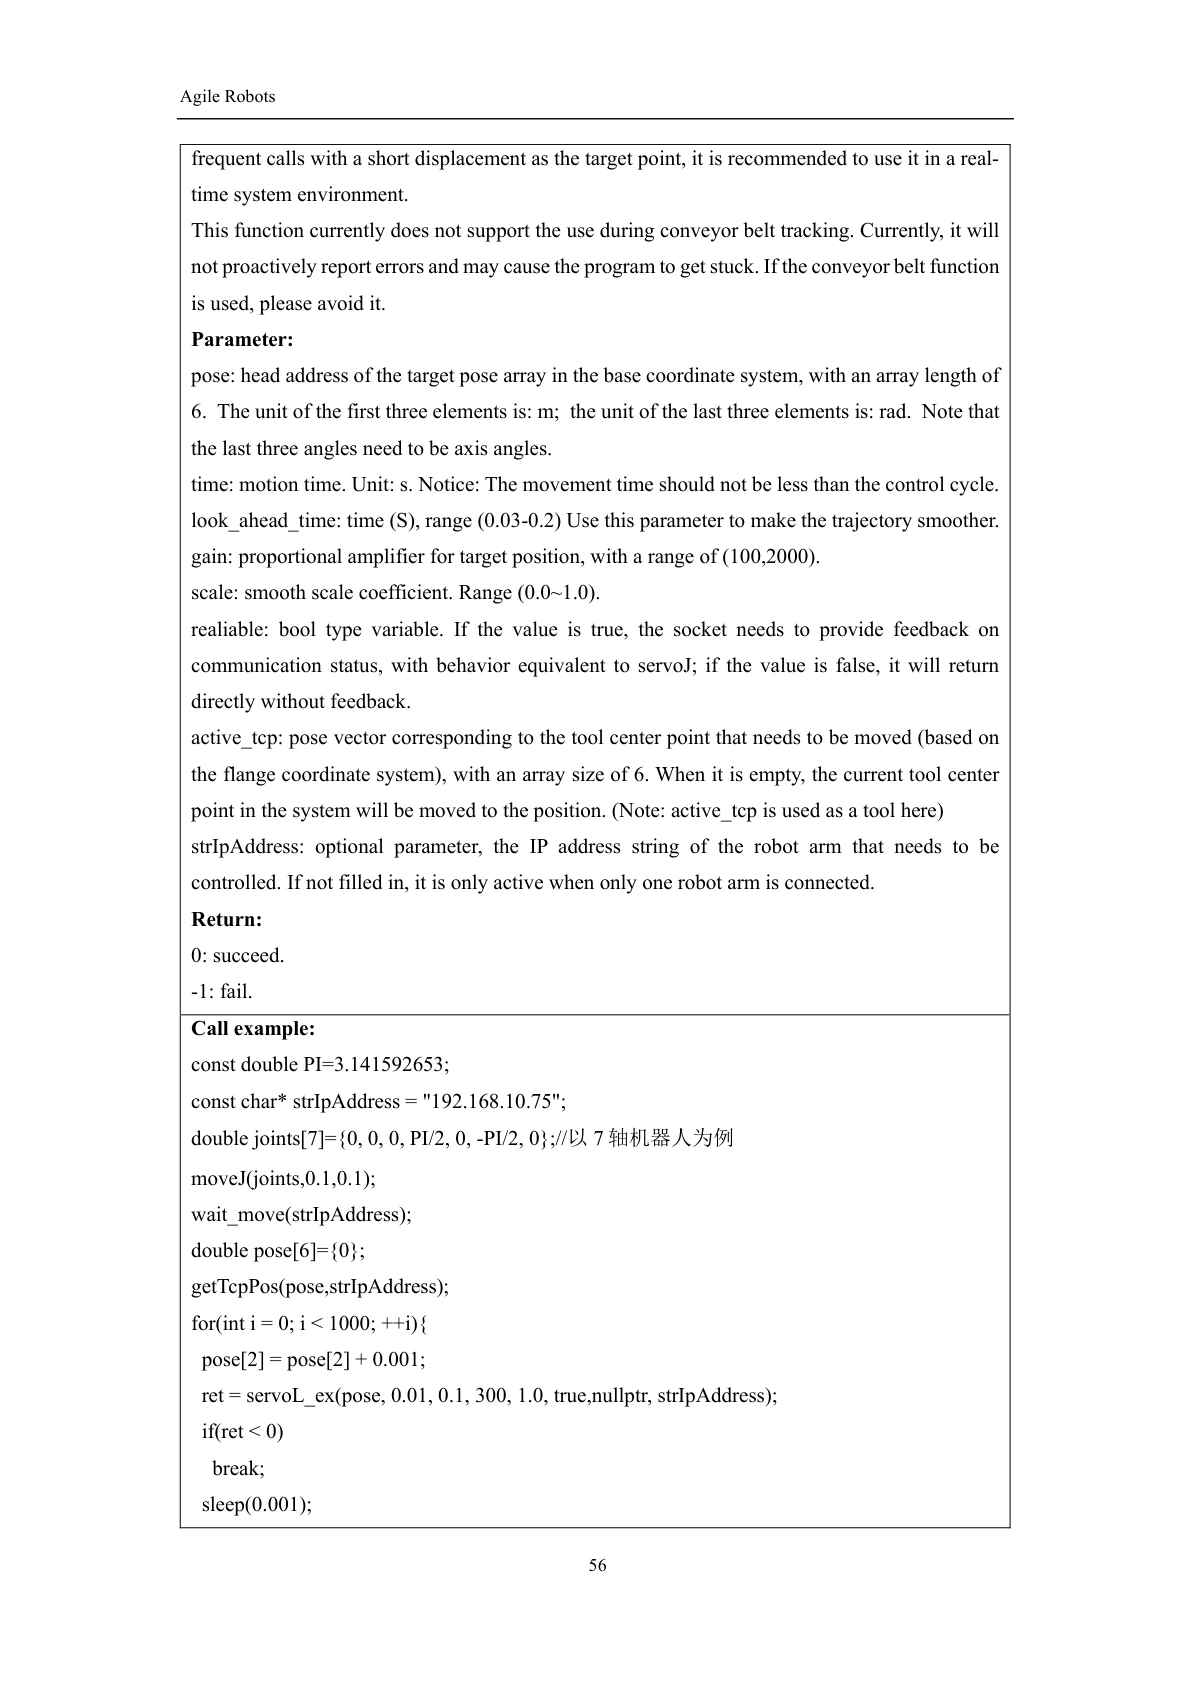 Agile Robots
frequent calls with a short displacement as the target point, it is recommended to use it in a real-
time system environment.
This function currently does not support the use during conveyor belt tracking. Currently, it will
not proactively report errors and may cause the program to get stuck. If the conveyor belt function
is used, please avoid it.
Parameter:
pose: head address of the target pose array in the base coordinate system, with an array length of
6. The unit of the first three elements is: m; the unit of the last three elements is: rad. Note that
the last three angles need to be axis angles.
time: motion time. Unit: s. Notice: The movement time should not be less than the control cycle.
look_ahead_time: time (S), range (0.03-0.2) Use this parameter to make the trajectory smoother.
gain: proportional amplifier for target position, with a range of (100,2000).
scale: smooth scale coefficient. Range (0.0~1.0).
realiable: bool type variable. If the value is true, the socket needs to provide feedback on
communication status, with behavior equivalent to servoJ; if the value is false, it will return
directly without feedback.
active_tcp: pose vector corresponding to the tool center point that needs to be moved (based on
the flange coordinate system), with an array size of 6. When it is empty, the current tool center
point in the system will be moved to the position. (Note: active_tcp is used as a tool here)
strIpAddress: optional parameter, the IP address string of the robot arm that needs to be
controlled. If not filled in, it is only active when only one robot arm is connected.
Return:
0: succeed.
-1: fail.
Call example:
const double PI=3.141592653;
const char* strIpAddress = "192.168.10.75";
double joints[7]={0, 0, 0, PI/2, 0, -PI/2, 0};//以 7 轴机器人为例
moveJ(joints,0.1,0.1);
wait_move(strIpAddress);
double pose[6]={0};
getTcpPos(pose,strIpAddress);
for(int i = 0; i < 1000; ++i){
pose[2] = pose[2] + 0.001;
ret = servoL_ex(pose, 0.01, 0.1, 300, 1.0, true,nullptr, strIpAddress);
if(ret < 0)
break;
sleep(0.001);
56